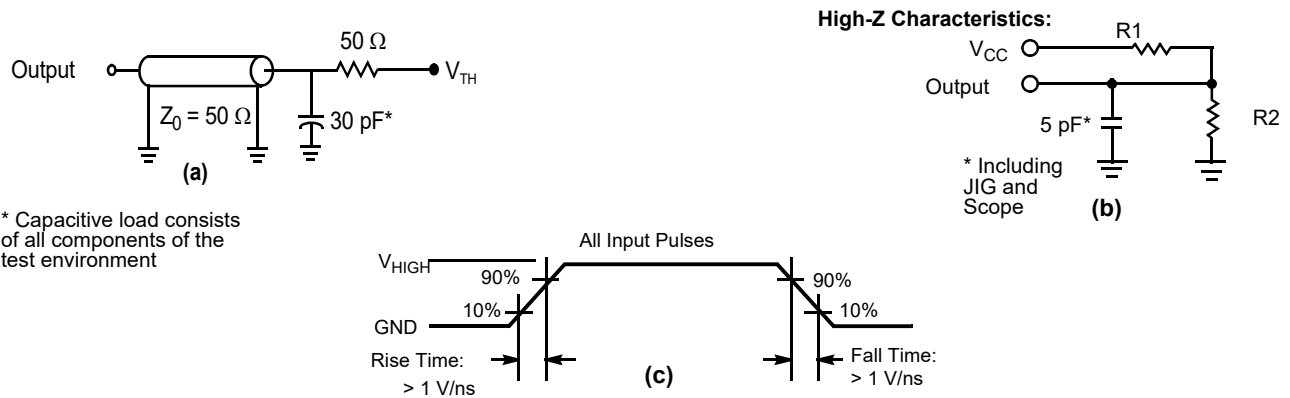 Output
50 Ω
V_TH
Z_0 = 50 Ω
30 pF*
(a)
* Capacitive load consists
of all components of the
test environment
High-Z Characteristics:
V_CC
R1
Output
5 pF*
R2
* Including
JIG and
Scope
(b)
All Input Pulses
V_HIGH
90%
10%
GND
90%
10%
Rise Time:
> 1 V/ns
Fall Time:
> 1 V/ns
(c)